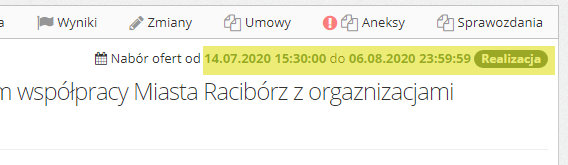 Wyniki Zmiany Umowy Aneksy Sprawozdania
Nabór ofert od 14.07.2020 15:30:00 do 06.08.2020 23:59:59 Realizacja
współpracy Miasta Racibórz z orgaznizacjami